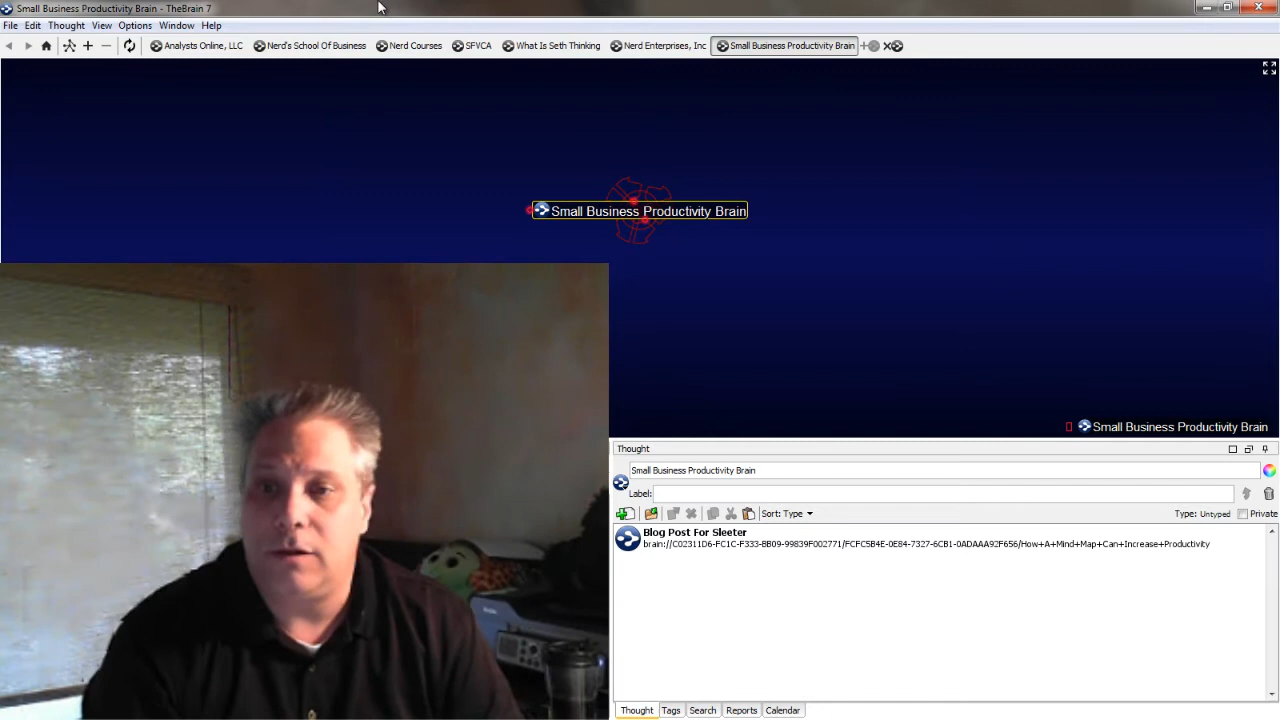 Small Business Productivity Brain - TheBrain 7
File Edit Thought View Options Window Help
Analysts Online, LLC Nerd's School Of Business Nerd Courses SFVCA What Is Seth Thinking Nerd Enterprises, Inc Small Business Productivity Brain
Small Business Productivity Brain
Small Business Productivity Brain
Thought
Small Business Productivity Brain
Label:
Sort: Type Type: Untyped Private
Blog Post For Sleeter
brain://C02311D6-FC1C-F333-BB09-99839F002771/FCFC5B4E-0E84-7327-6CB1-0ADAAA92F656/How+A+Mind+Map+Can+Increase+Productivity
Thought Tags Search Reports Calendar